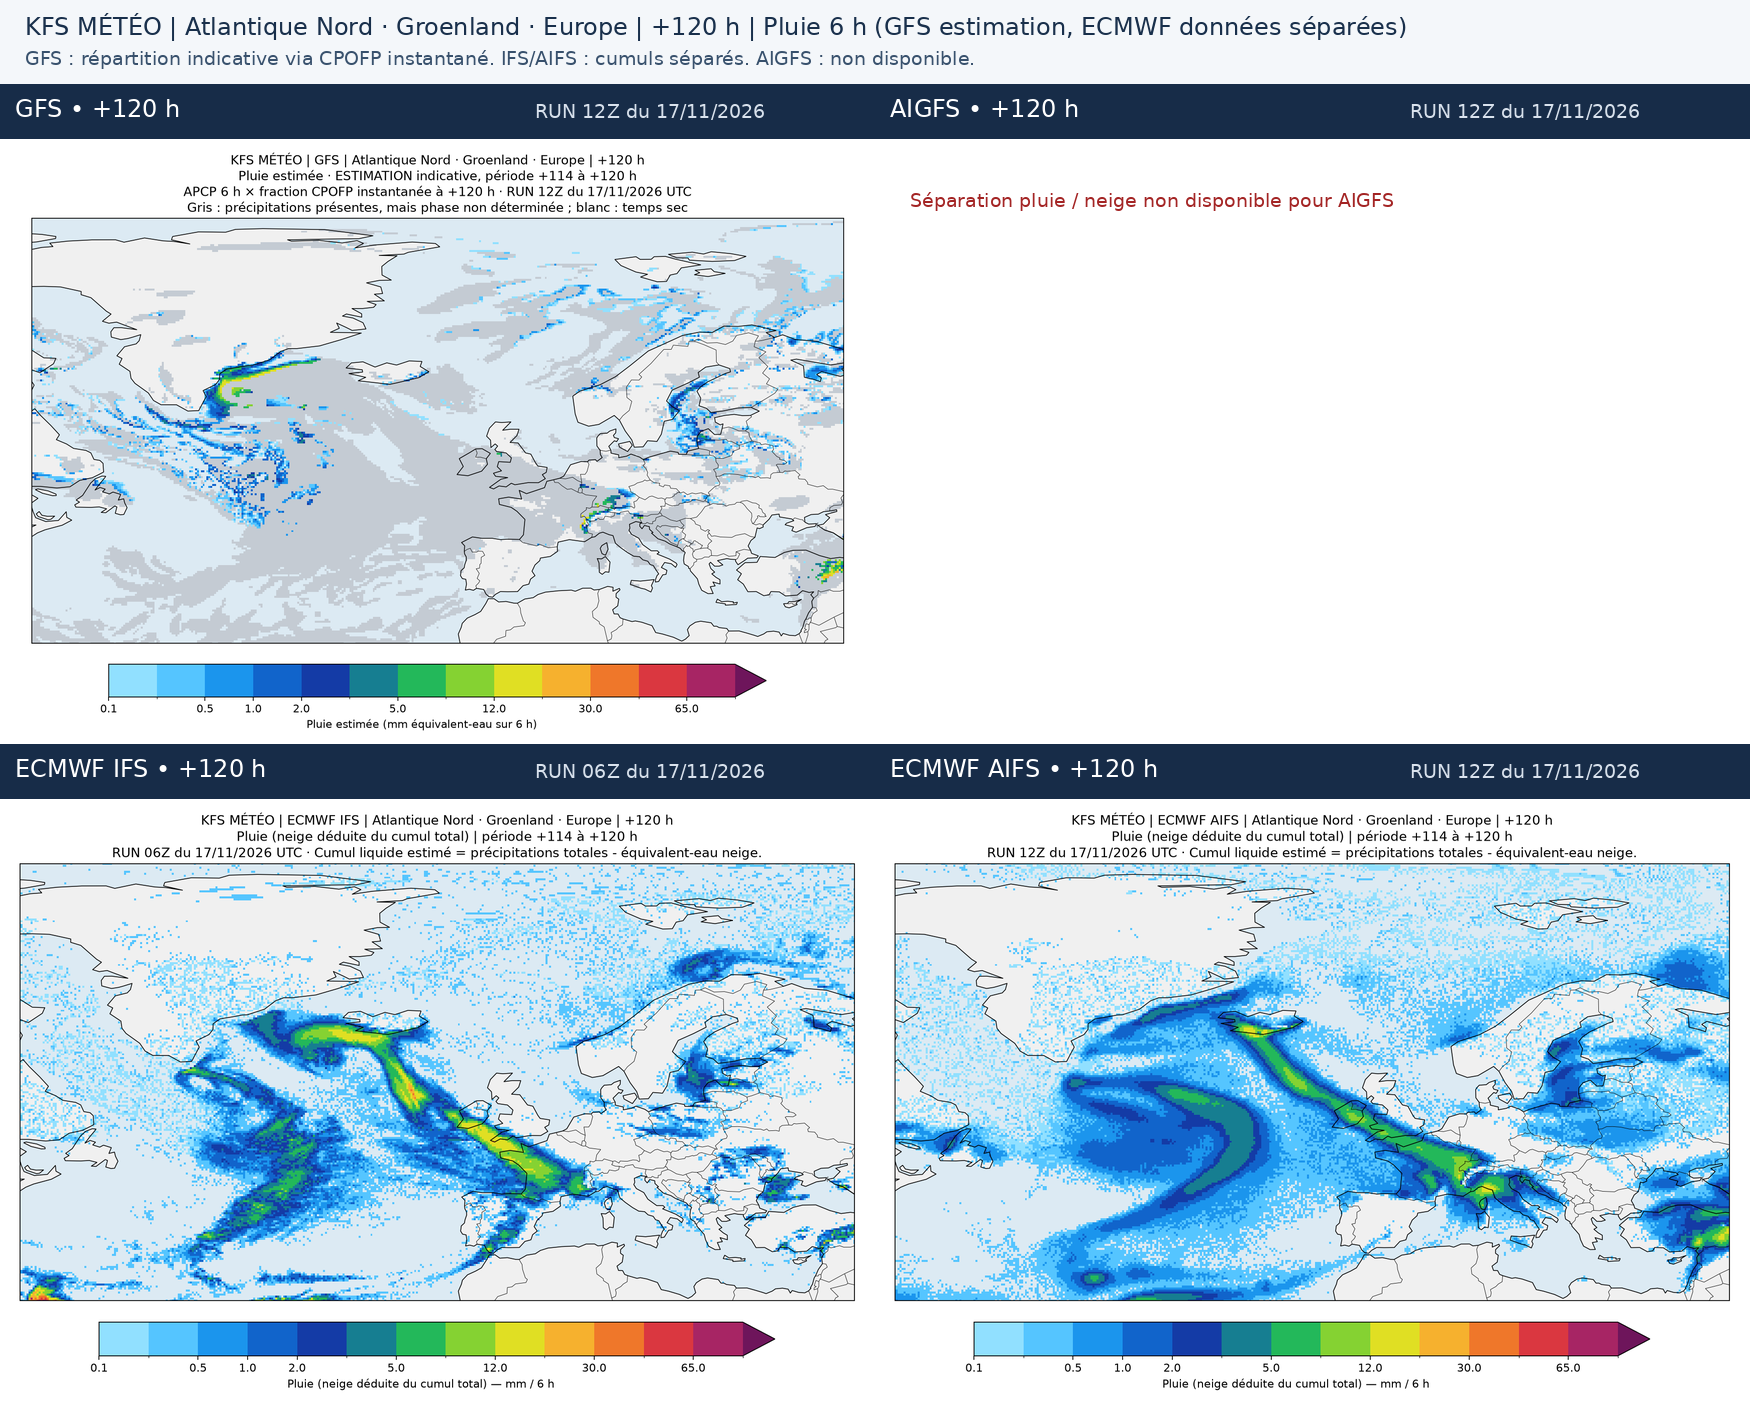 KFS MÉTÉO | Atlantique Nord · Groenland · Europe | +120 h | Pluie 6 h (GFS estimation, ECMWF données séparées)
GFS : répartition indicative via CPOFP instantané. IFS/AIFS : cumuls séparés. AIGFS : non disponible.
GFS • +120 h
RUN 12Z du 17/11/2026
AIGFS • +120 h
RUN 12Z du 17/11/2026
KFS MÉTÉO | GFS | Atlantique Nord · Groenland · Europe | +120 h
Pluie estimée · ESTIMATION indicative, période +114 à +120 h
APCP 6 h × fraction CPOFP instantanée à +120 h · RUN 12Z du 17/11/2026 UTC
Gris : précipitations présentes, mais phase non déterminée ; blanc : temps sec
Séparation pluie / neige non disponible pour AIGFS
0.1 0.5 1.0 2.0 5.0 12.0 30.0 65.0
Pluie estimée (mm équivalent-eau sur 6 h)
ECMWF IFS • +120 h
RUN 06Z du 17/11/2026
ECMWF AIFS • +120 h
RUN 12Z du 17/11/2026
KFS MÉTÉO | ECMWF IFS | Atlantique Nord · Groenland · Europe | +120 h
Pluie (neige déduite du cumul total) | période +114 à +120 h
RUN 06Z du 17/11/2026 UTC · Cumul liquide estimé = précipitations totales - équivalent-eau neige.
0.1 0.5 1.0 2.0 5.0 12.0 30.0 65.0
Pluie (neige déduite du cumul total) — mm / 6 h
KFS MÉTÉO | ECMWF AIFS | Atlantique Nord · Groenland · Europe | +120 h
Pluie (neige déduite du cumul total) | période +114 à +120 h
RUN 12Z du 17/11/2026 UTC · Cumul liquide estimé = précipitations totales - équivalent-eau neige.
0.1 0.5 1.0 2.0 5.0 12.0 30.0 65.0
Pluie (neige déduite du cumul total) — mm / 6 h